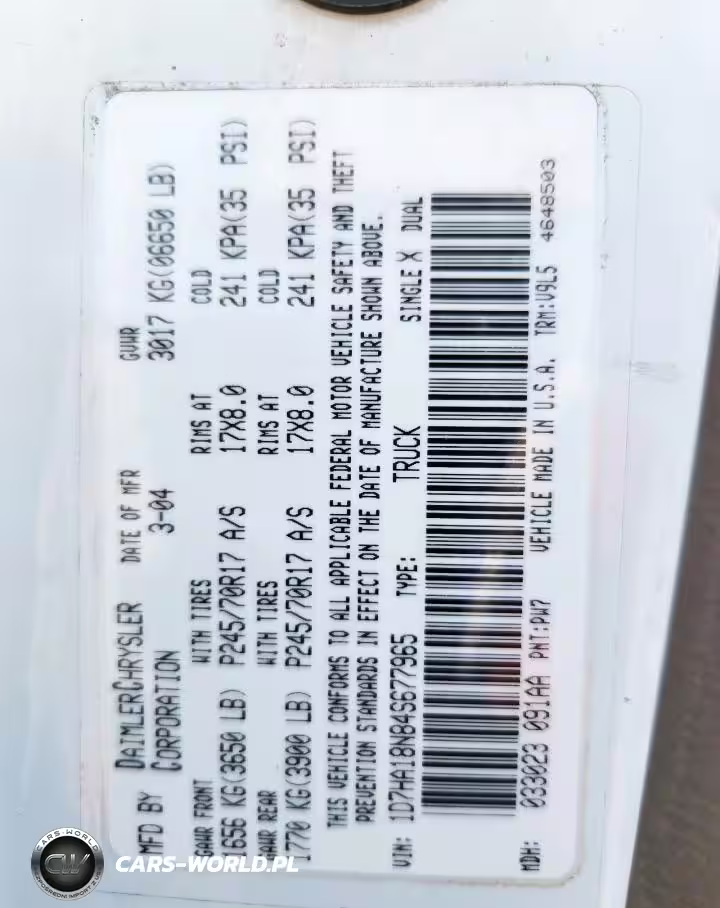 MFD BY DAIMLERCHRYSLER CORPORATION
DATE OF MFR 3-04
GVWR 3017 KG(06650 LB)
GAWR FRONT WITH TIRES RIMS AT COLD
1656 KG(3650 LB) P245/70R17 A/S 17X8.0 241 KPA(35 PSI)
GAWR REAR WITH TIRES RIMS AT COLD
1770 KG(3900 LB) P245/70R17 A/S 17X8.0 241 KPA(35 PSI)
THIS VEHICLE CONFORMS TO ALL APPLICABLE FEDERAL MOTOR VEHICLE SAFETY AND THEFT
PREVENTION STANDARDS IN EFFECT ON THE DATE OF MANUFACTURE SHOWN ABOVE.
VIN: 1D7HA18N84S677965 TYPE: TRUCK SINGLE X DUAL
MDH: 033023 091AA PNT:PW7 VEHICLE MADE IN U.S.A. TRM:V9L5
4648503
CARS-WORLD
CW
CARS-WORLD.PL